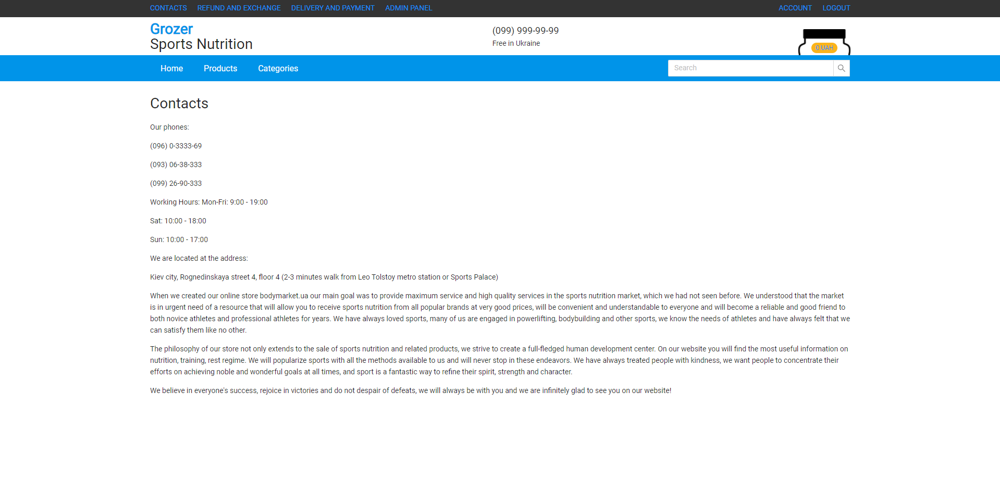 CONTACTS REFUND AND EXCHANGE DELIVERY AND PAYMENT ADMIN PANEL ACCOUNT LOGOUT
Grozer
Sports Nutrition
(099) 999-99-99
Free in Ukraine
0 UAH
Home Products Categories Search
Contacts
Our phones:
(096) 0-3333-69
(093) 06-38-333
(099) 26-90-333
Working Hours: Mon-Fri: 9:00 - 19:00
Sat: 10:00 - 18:00
Sun: 10:00 - 17:00
We are located at the address:
Kiev city, Rognedinskaya street 4, floor 4 (2-3 minutes walk from Leo Tolstoy metro station or Sports Palace)
When we created our online store bodymarket.ua our main goal was to provide maximum service and high quality services in the sports nutrition market, which we had not seen before. We understood that the market
is in urgent need of a resource that will allow you to receive sports nutrition from all popular brands at very good prices, will be convenient and understandable to everyone and will become a reliable and good friend to
both novice athletes and professional athletes for years. We have always loved sports, many of us are engaged in powerlifting, bodybuilding and other sports, we know the needs of athletes and have always felt that we
can satisfy them like no other.
The philosophy of our store not only extends to the sale of sports nutrition and related products, we strive to create a full-fledged human development center. On our website you will find the most useful information on
nutrition, training, rest regime. We will popularize sports with all the methods available to us and will never stop in these endeavors. We have always treated people with kindness, we want people to concentrate their
efforts on achieving noble and wonderful goals at all times, and sport is a fantastic way to refine their spirit, strength and character.
We believe in everyone's success, rejoice in victories and do not despair of defeats, we will always be with you and we are infinitely glad to see you on our website!